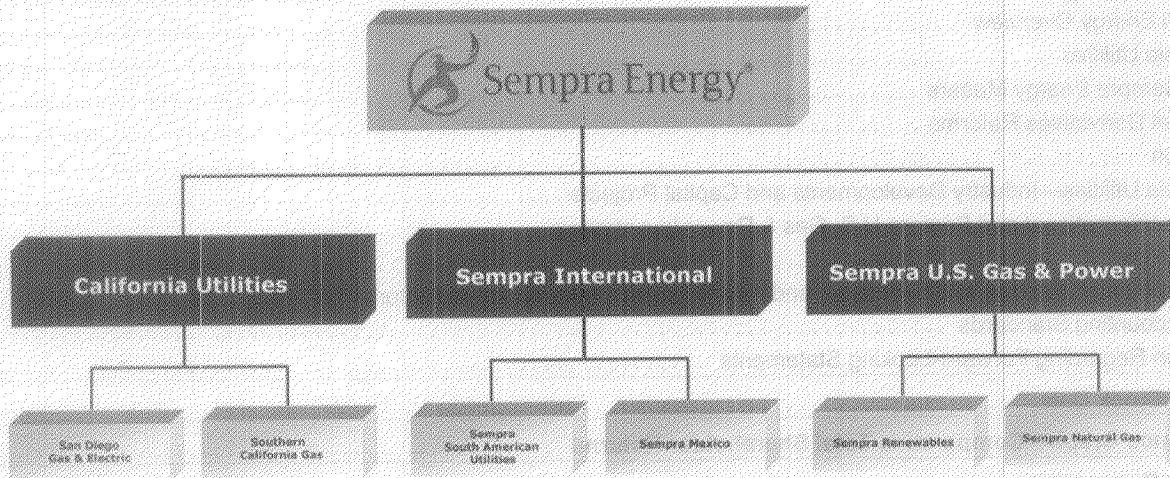 Sempra Energy®
California Utilities
Sempra International
Sempra U.S. Gas & Power
San Diego
Gas & Electric
Southern
California Gas
Sempra
South American
Utilities
Sempra Mexico
Sempra Renewables
Sempra Natural Gas